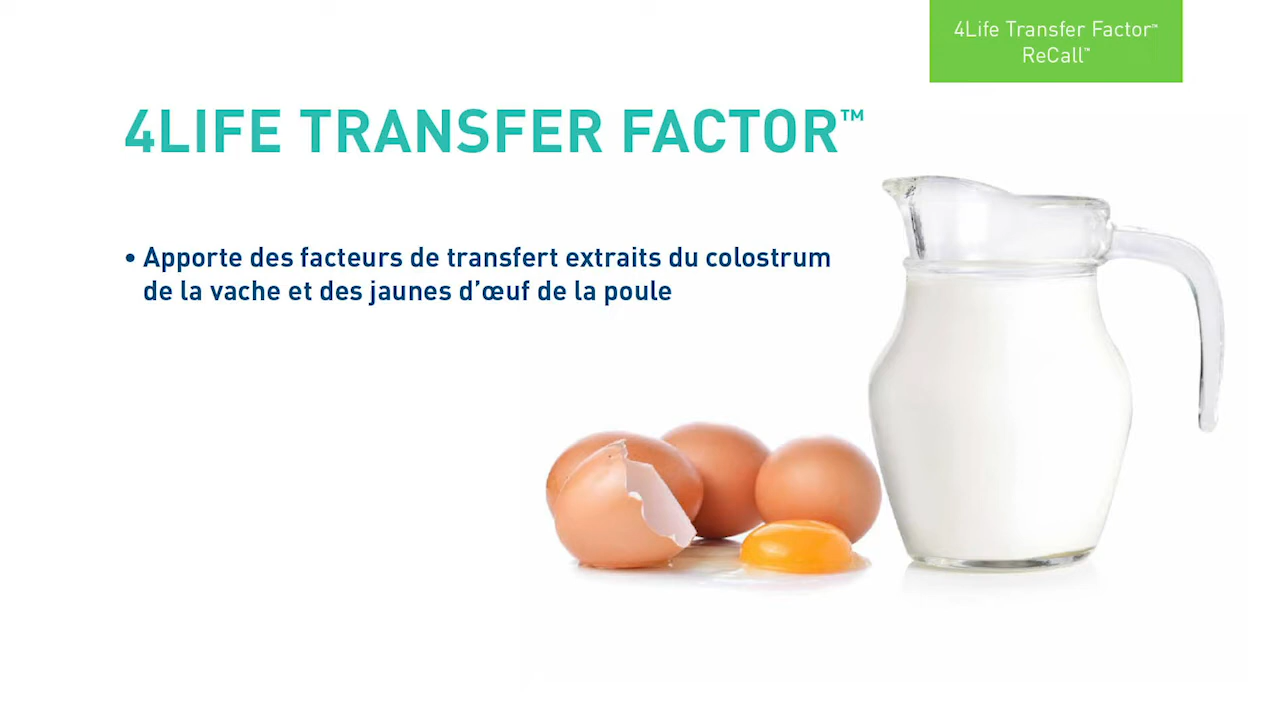 4Life Transfer Factor™
ReCall™
4LIFE TRANSFER FACTOR™
• Apporte des facteurs de transfert extraits du colostrum
de la vache et des jaunes d’œuf de la poule